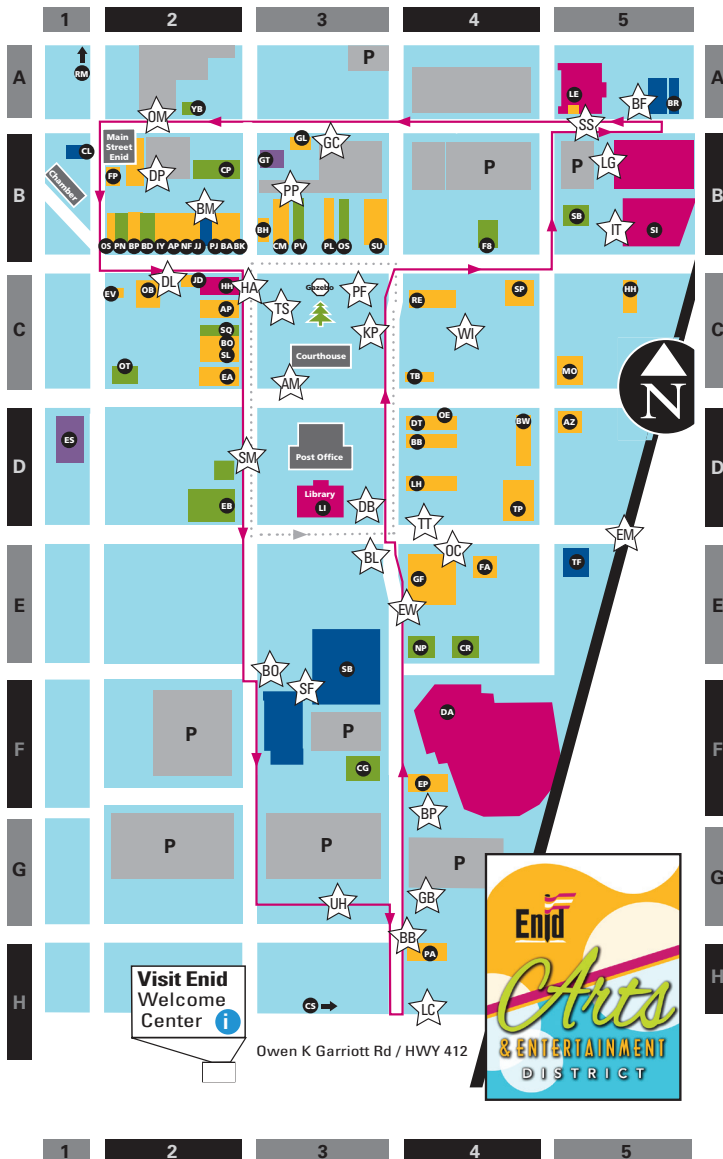 1 2 3 4 5
A P A
RM
YB
LE
BF
BR
OM
SS
Main
Street
Enid
CL
GL
GC
GT
P
P
LG
FP
DP
CP
PP
Chamber
B B
BM
BH
F8
SB
IT
SI
OS PN BP BD IY AP NF JJ PJ BA BK
CM PV PL OS SU
DL
JD
HH
HA
EV
OB
Gazebo
PF
RE
SP
HH
AP
TS
C C
SQ
KP
WI
BO
SL
Courthouse
OT
EA
AM
TB
MO
N
DT
OE
BW
AZ
ES
BB
D D
SM
Post Office
LH
Library
LI
EB
DB
TP
TT
EM
OC
BL
GF
FA
TF
E E
EW
NP
CR
BO
SB
SF
DA
P
P
F F
CG
EP
BP
P
P
P
G G
GB
UH
BB
PA
Enid
Arts
& ENTERTAINMENT
DISTRICT
H H
Visit Enid
Welcome
Center i
CS
LC
Owen K Garriott Rd / HWY 412
1 2 3 4 5